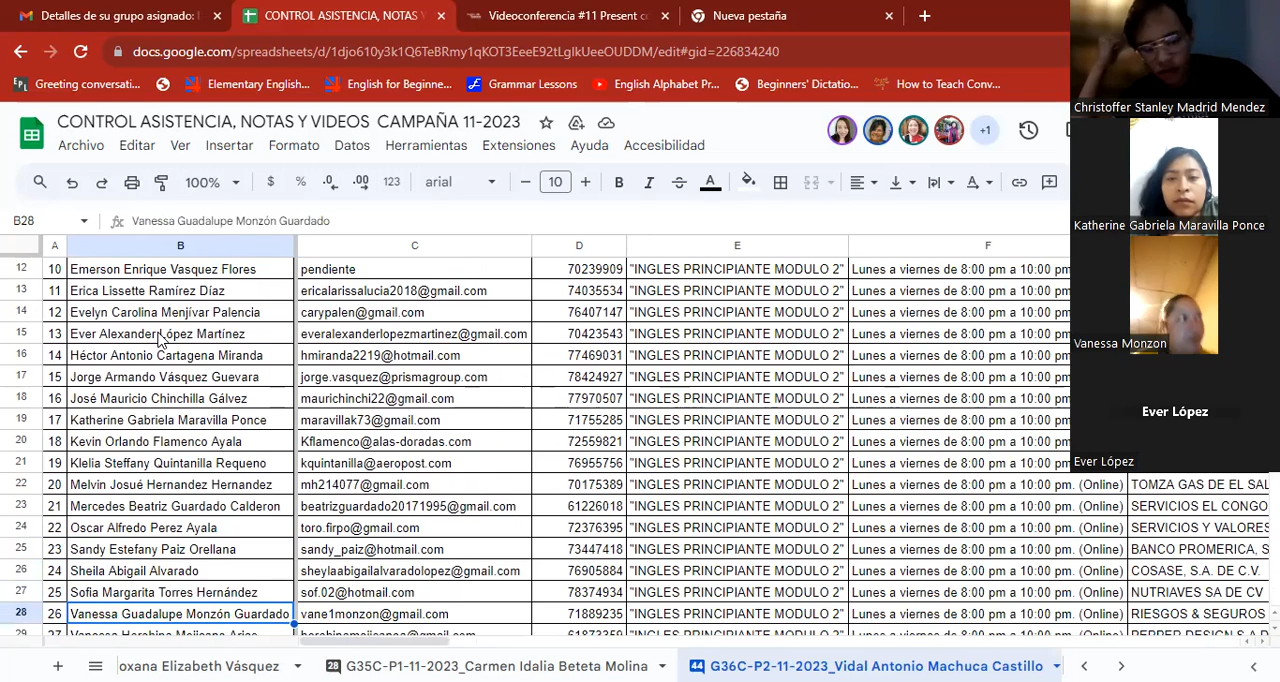 Detalles de su grupo asignado: N
CONTROL ASISTENCIA, NOTAS Y
Videoconferencia #11 Present co
Nueva pestaña
docs.google.com/spreadsheets/d/1djo610y3k1Q6TeBRmy1qKOT3EeeE92tLglkUeeOUDDM/edit#gid=226834240
Greeting conversati...
Elementary English...
English for Beginne...
Grammar Lessons
English Alphabet Pr...
Beginners' Dictatio...
How to Teach Conv...
CONTROL ASISTENCIA, NOTAS Y VIDEOS CAMPAÑA 11-2023
+1
Archivo Editar Ver Insertar Formato Datos Herramientas Extensiones Ayuda Accesibilidad
100% $ % .0 .00 123 arial 10 B I A
B28 fx Vanessa Guadalupe Monzón Guardado
A B C D E F
12 10 Emerson Enrique Vasquez Flores pendiente 70239909 "INGLES PRINCIPIANTE MODULO 2" Lunes a viernes de 8:00 pm a 10:00 pm
13 11 Erica Lissette Ramírez Díaz ericalarissalucia2018@gmail.com 74035534 "INGLES PRINCIPIANTE MODULO 2" Lunes a viernes de 8:00 pm a 10:00 pm
14 12 Evelyn Carolina Menjívar Palencia carypalen@gmail.com 76407147 "INGLES PRINCIPIANTE MODULO 2" Lunes a viernes de 8:00 pm a 10:00 pm
15 13 Ever Alexander López Martínez everalexanderlopezmartinez@gmail.com 70423543 "INGLES PRINCIPIANTE MODULO 2" Lunes a viernes de 8:00 pm a 10:00 pm
16 14 Héctor Antonio Cartagena Miranda hmiranda2219@hotmail.com 77469031 "INGLES PRINCIPIANTE MODULO 2" Lunes a viernes de 8:00 pm a 10:00 pm
17 15 Jorge Armando Vásquez Guevara jorge.vasquez@prismagroup.com 78424927 "INGLES PRINCIPIANTE MODULO 2" Lunes a viernes de 8:00 pm a 10:00 pm
18 16 José Mauricio Chinchilla Gálvez maurichinchi22@gmail.com 77970507 "INGLES PRINCIPIANTE MODULO 2" Lunes a viernes de 8:00 pm a 10:00 pm
19 17 Katherine Gabriela Maravilla Ponce maravillak73@gmail.com 71755285 "INGLES PRINCIPIANTE MODULO 2" Lunes a viernes de 8:00 pm a 10:00 pm
20 18 Kevin Orlando Flamenco Ayala Kflamenco@alas-doradas.com 72559821 "INGLES PRINCIPIANTE MODULO 2" Lunes a viernes de 8:00 pm a 10:00 pm
21 19 Klelia Steffany Quintanilla Requeno kquintanilla@aeropost.com 76955756 "INGLES PRINCIPIANTE MODULO 2" Lunes a viernes de 8:00 pm a 10:00 pm
22 20 Melvin Josué Hernandez Hernandez mh214077@gmail.com 70175389 "INGLES PRINCIPIANTE MODULO 2" Lunes a viernes de 8:00 pm a 10:00 pm. (Online) TOMZA GAS DE EL SAL
23 21 Mercedes Beatriz Guardado Calderon beatrizguardado20171995@gmail.com 61226018 "INGLES PRINCIPIANTE MODULO 2" Lunes a viernes de 8:00 pm a 10:00 pm. (Online) SERVICIOS EL CONGO
24 22 Oscar Alfredo Perez Ayala toro.firpo@gmail.com 72376395 "INGLES PRINCIPIANTE MODULO 2" Lunes a viernes de 8:00 pm a 10:00 pm. (Online) SERVICIOS Y VALORES
25 23 Sandy Estefany Paiz Orellana sandy_paiz@hotmail.com 73447418 "INGLES PRINCIPIANTE MODULO 2" Lunes a viernes de 8:00 pm a 10:00 pm. (Online) BANCO PROMERICA, S
26 24 Sheila Abigail Alvarado sheylaabigailalvaradolopez@gmail.com 76905884 "INGLES PRINCIPIANTE MODULO 2" Lunes a viernes de 8:00 pm a 10:00 pm. (Online) COSASE, S.A. DE C.V.
27 25 Sofia Margarita Torres Hernández sof.02@hotmail.com 78374934 "INGLES PRINCIPIANTE MODULO 2" Lunes a viernes de 8:00 pm a 10:00 pm. (Online) NUTRIAVES SA DE CV
28 26 Vanessa Guadalupe Monzón Guardado vane1monzon@gmail.com 71889235 "INGLES PRINCIPIANTE MODULO 2" Lunes a viernes de 8:00 pm a 10:00 pm. (Online) RIESGOS & SEGUROS
oxana Elizabeth Vásquez
28 G35C-P1-11-2023_Carmen Idalia Beteta Molina
44 G36C-P2-11-2023_Vidal Antonio Machuca Castillo
Christoffer Stanley Madrid Mendez
Katherine Gabriela Maravilla Ponce
Vanessa Monzon
Ever López
Ever López